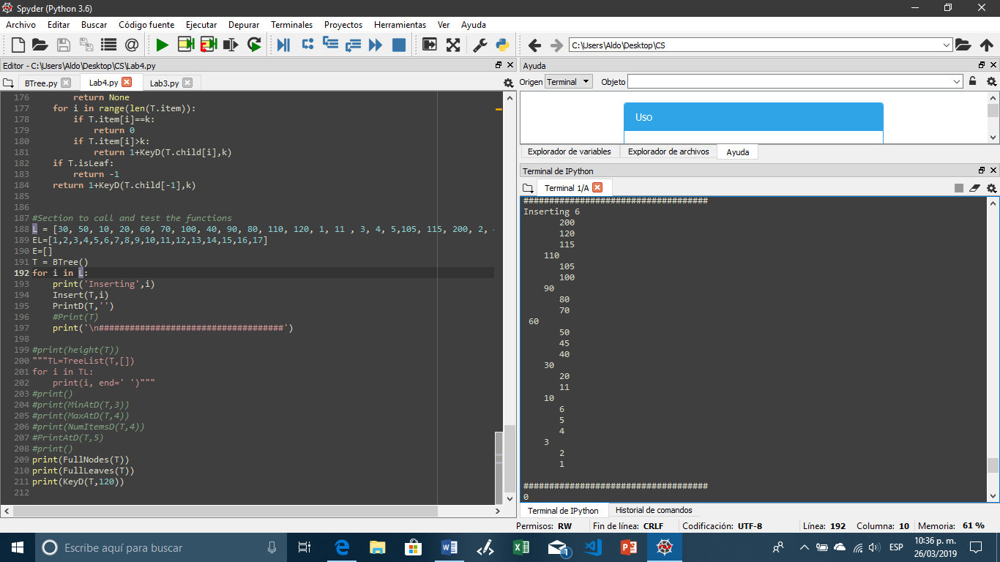 Spyder (Python 3.6)
Archivo Editar Buscar Código fuente Ejecutar Depurar Terminales Proyectos Herramientas Ver Ayuda
C:\Users\Aldo\Desktop\CS
Editor - C:\Users\Aldo\Desktop\CS\Lab4.py
BTree.py Lab4.py Lab3.py
176         return None
177     for i in range(len(T.item)):
178         if T.item[i]==k:
179             return 0
180         if T.item[i]>k:
181             return 1+KeyD(T.child[i],k)
182     if T.isLeaf:
183         return -1
184     return 1+KeyD(T.child[-1],k)
185
186
187 #Section to call and test the functions
188 L = [30, 50, 10, 20, 60, 70, 100, 40, 90, 80, 110, 120, 1, 11 , 3, 4, 5,105, 115, 200, 2,
189 EL=[1,2,3,4,5,6,7,8,9,10,11,12,13,14,15,16,17]
190 E=[]
191 T = BTree()
192 for i in L:
193     print('Inserting',i)
194     Insert(T,i)
195     PrintD(T,'')
196     #Print(T)
197     print('\n####################################')
198
199 #print(height(T))
200 """TL=TreeList(T,[])
201 for i in TL:
202     print(i, end=' ')"""
203 #print()
204 #print(MinAtD(T,3))
205 #print(MaxAtD(T,4))
206 #print(NumItemsD(T,4))
207 #PrintAtD(T,5)
208 #print()
209 print(FullNodes(T))
210 print(FullLeaves(T))
211 print(KeyD(T,120))
212
Ayuda
Origen Terminal Objeto
Uso
Explorador de variables Explorador de archivos Ayuda
Terminal de IPython
Terminal 1/A
####################################
Inserting 6
200
120
115
110
105
100
90
80
70
60
50
45
40
30
20
11
10
6
5
4
3
2
1
####################################
0
Terminal de IPython Historial de comandos
Permisos: RW Fin de línea: CRLF Codificación: UTF-8 Línea: 192 Columna: 10 Memoria: 61 %
Escribe aquí para buscar
1
ESP
10:36 p. m.
26/03/2019